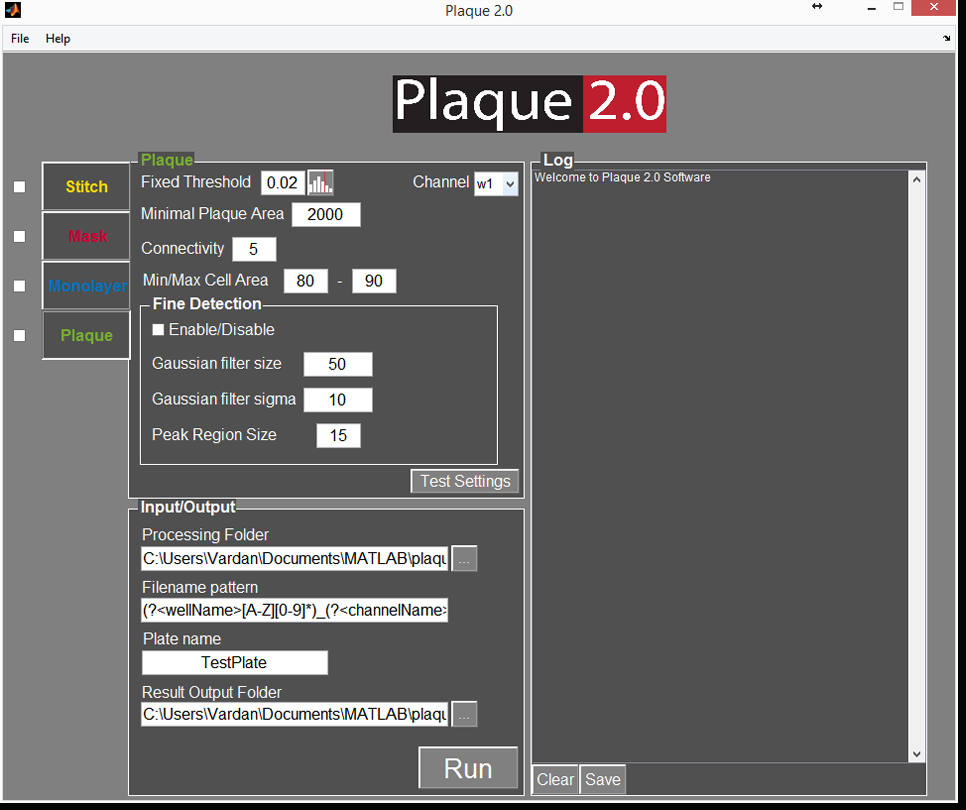 Plaque 2.0
File Help
Plaque 2.0
Stitch
Mask
Monolayer
Plaque
Plaque
Fixed Threshold 0.02 Channel w1
Minimal Plaque Area 2000
Connectivity 5
Min/Max Cell Area 80 - 90
Fine Detection
Enable/Disable
Gaussian filter size 50
Gaussian filter sigma 10
Peak Region Size 15
Test Settings
Input/Output
Processing Folder
C:\Users\Vardan\Documents\MATLAB\plaqu ...
Filename pattern
(?<wellName>[A-Z][0-9]*)_(?<channelName>
Plate name
TestPlate
Result Output Folder
C:\Users\Vardan\Documents\MATLAB\plaqu ...
Run
Log
Welcome to Plaque 2.0 Software
Clear Save